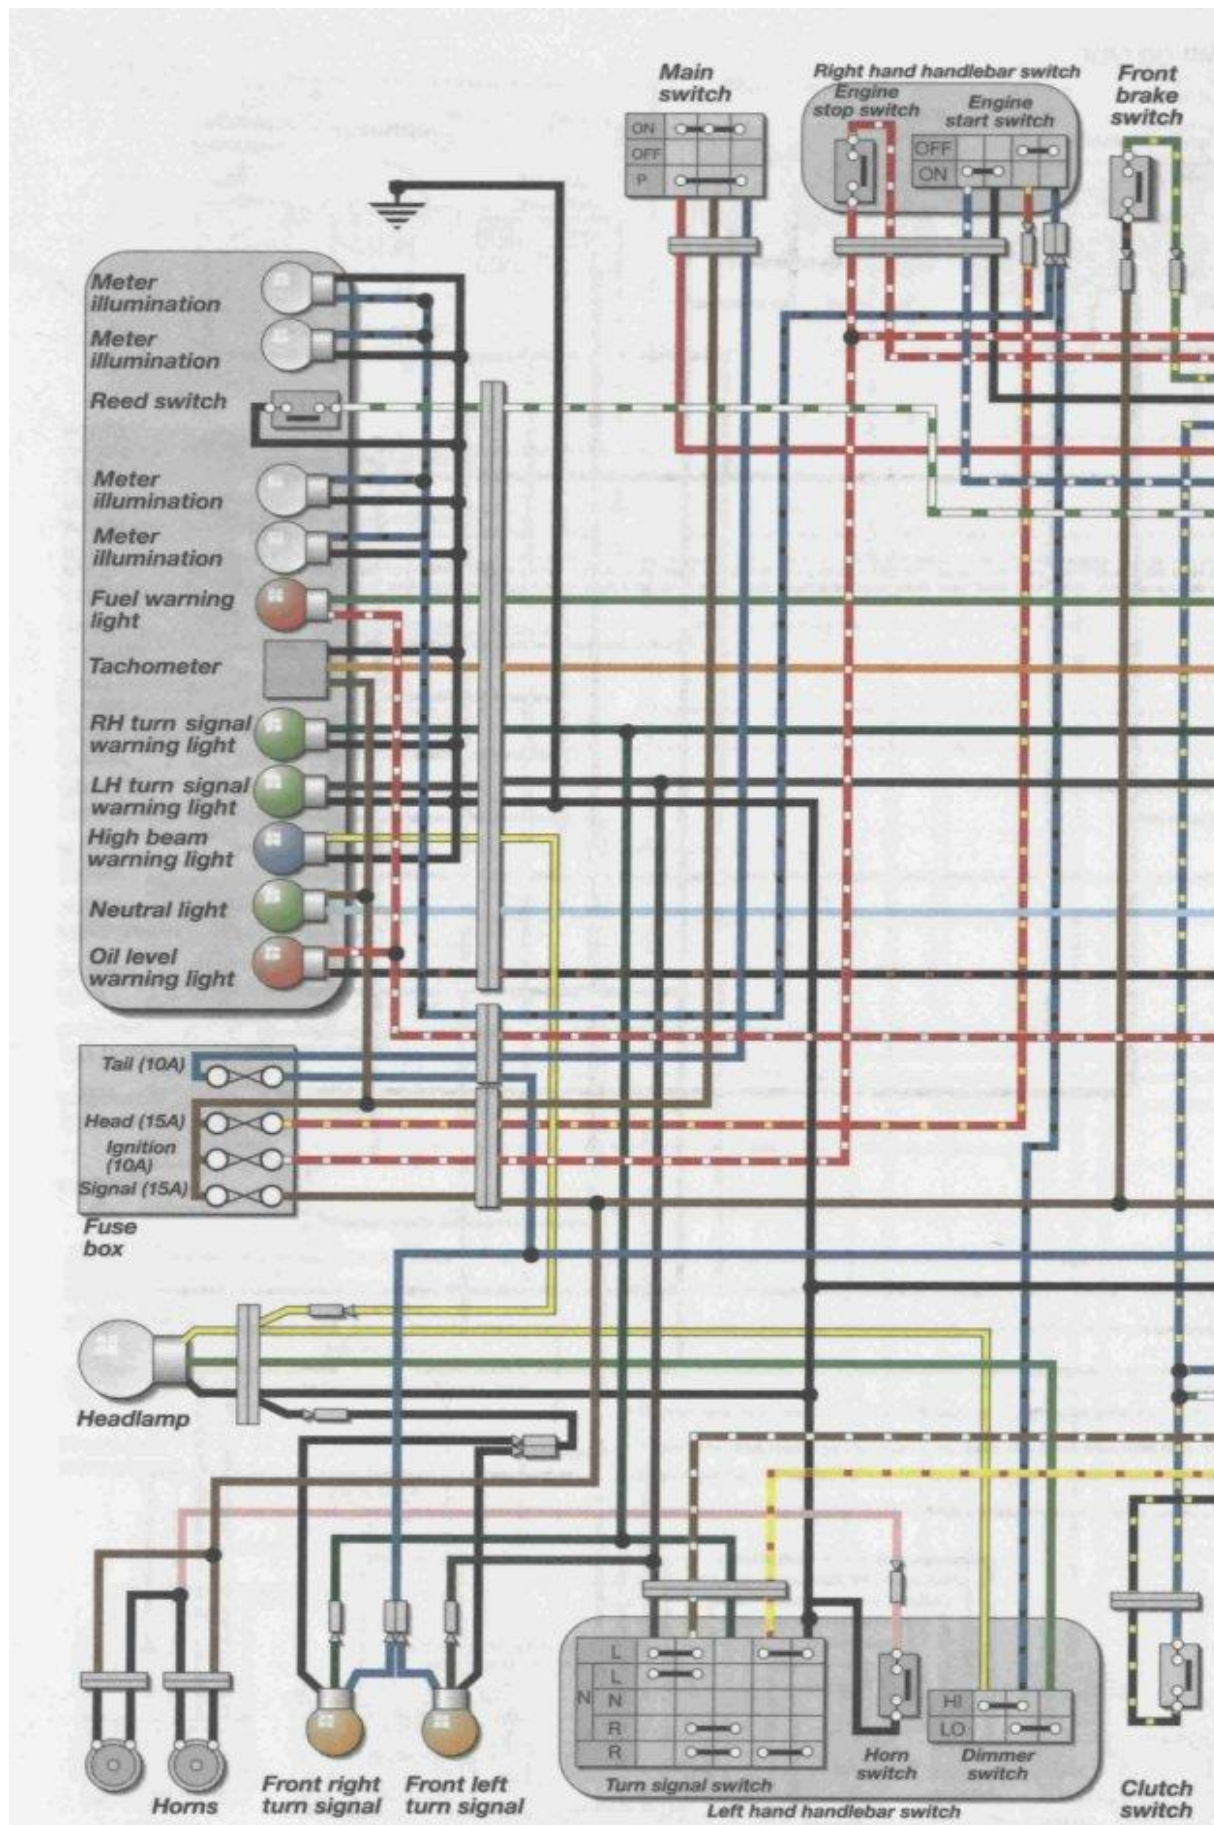 Main
switch
Right hand handlebar switch
Engine
stop switch
Engine
start switch
Front
brake
switch
ON
OFF
P
OFF
ON
Meter
illumination
Meter
illumination
Reed switch
Meter
illumination
Meter
illumination
Fuel warning
light
Tachometer
RH turn signal
warning light
LH turn signal
warning light
High beam
warning light
Neutral light
Oil level
warning light
Tail (10A)
Head (15A)
Ignition
(10A)
Signal (15A)
Fuse
box
Headlamp
Horns
Front right
turn signal
Front left
turn signal
L
L
N
N
R
R
Turn signal switch
Horn
switch
HI
LO
Dimmer
switch
Left hand handlebar switch
Clutch
switch